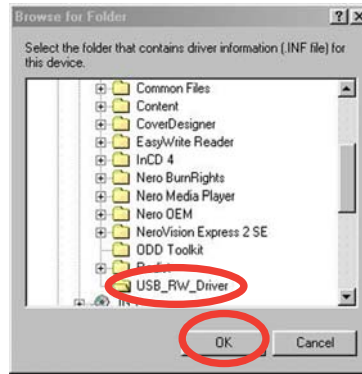 Browse for Folder
Select the folder that contains driver information (.INF file) for
this device.
Common Files
Content
CoverDesigner
EasyWrite Reader
InCD 4
Nero BurnRights
Nero Media Player
Nero OEM
NeroVision Express 2 SE
ODD Toolkit
USB_RW_Driver
OK
Cancel